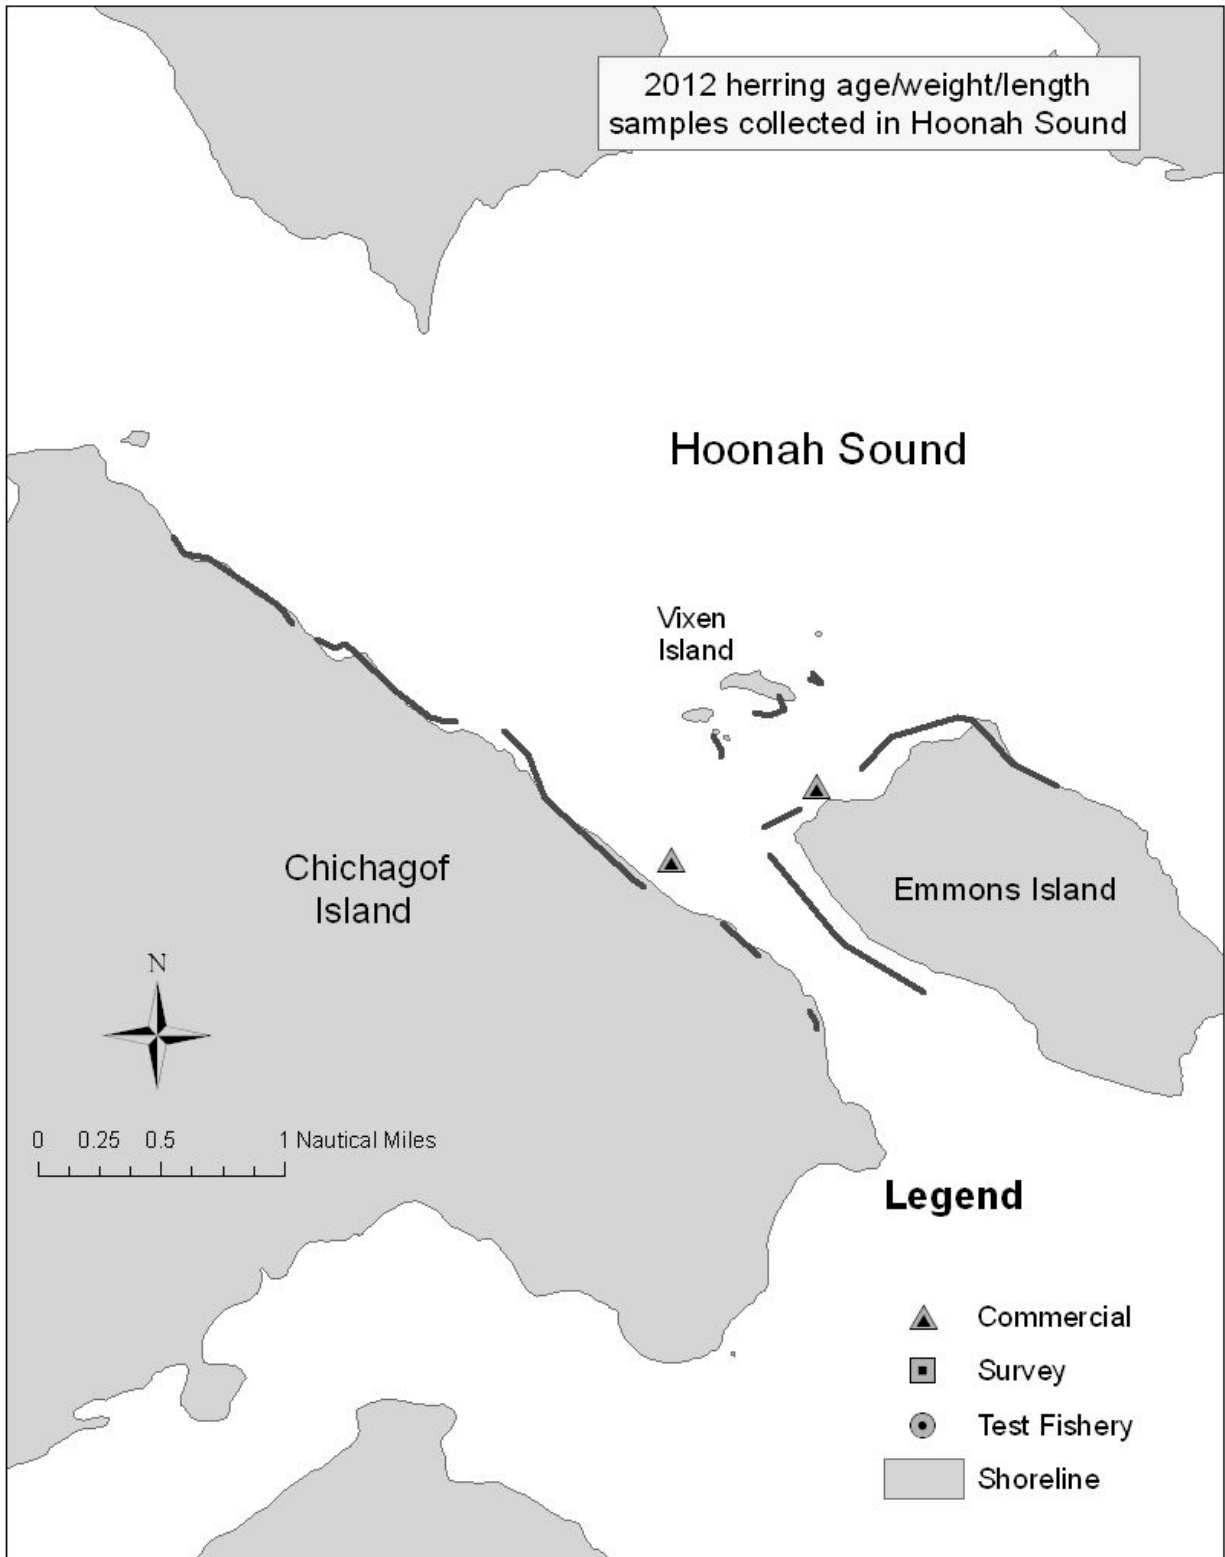 2012 herring age/weight/length
samples collected in Hoonah Sound
Hoonah Sound
Vixen
Island
Chichagof
Island
Emmons Island
N
0 0.25 0.5 1 Nautical Miles
Legend
Commercial
Survey
Test Fishery
Shoreline